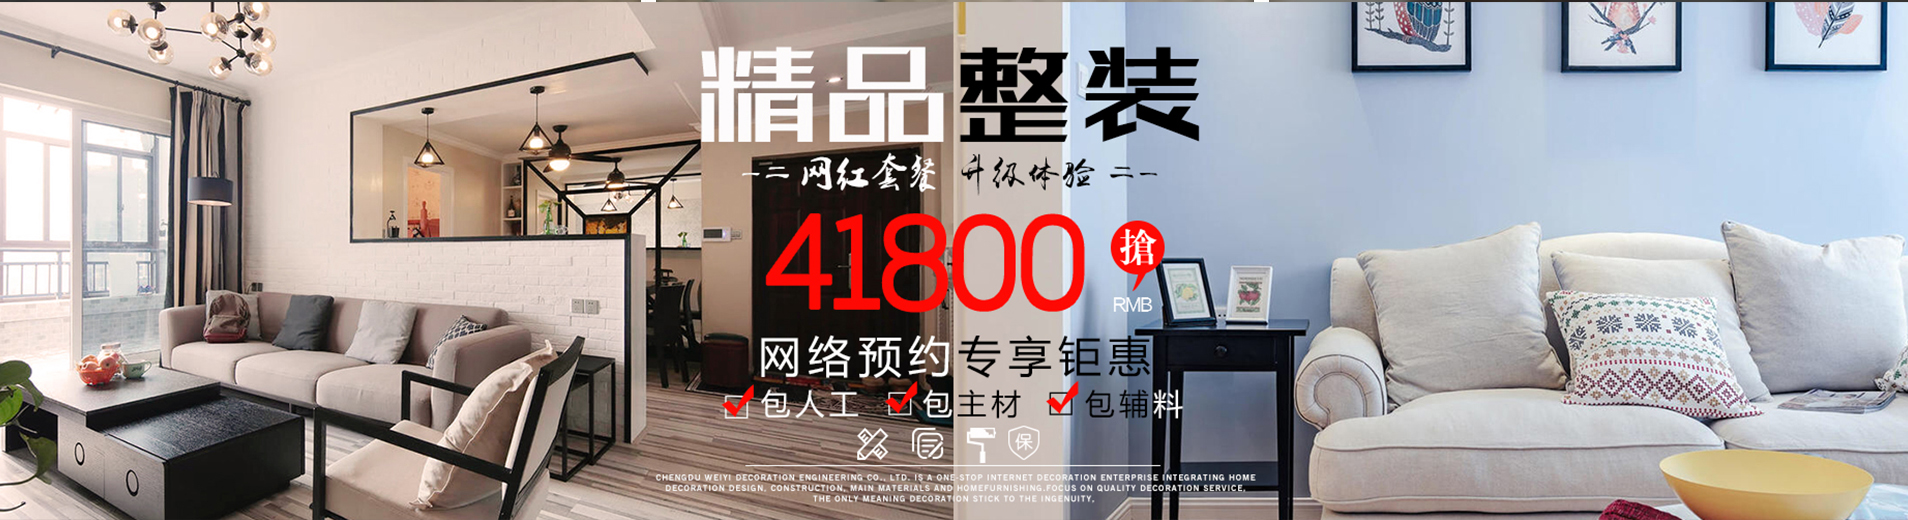 精品整装
网红套餐 升级体验
41800 搶
RMB
网络预约专享钜惠
包人工 包主材 包辅料
保
CHENGDU WEIYI DECORATION ENGINEERING CO., LTD. IS A ONE-STOP INTERNET DECORATION ENTERPRISE INTEGRATING HOME
DECORATION DESIGN, CONSTRUCTION, MAIN MATERIALS AND HOMEFURNISHING.FOCUS ON QUALITY DECORATION SERVICE,
THE ONLY MEANING DECORATION STICK TO THE INGENUITY,